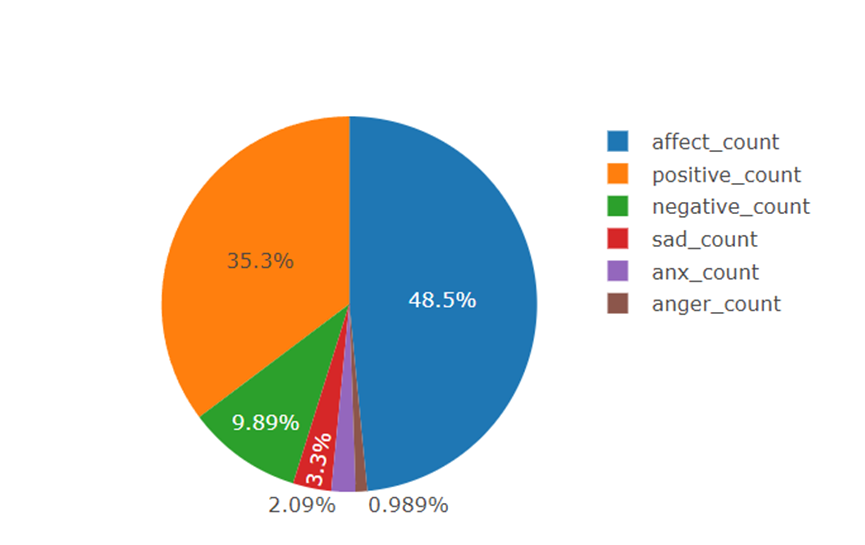 affect_count
positive_count
negative_count
sad_count
anx_count
anger_count
35.3%
48.5%
9.89%
3.3%
2.09%
0.989%